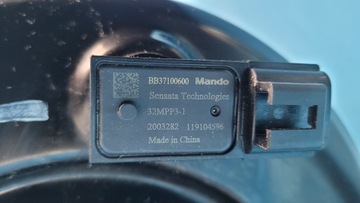 BB37100600 Mando
Sensata Technologies
32MPP3-1
2003282 119104596
Made in China